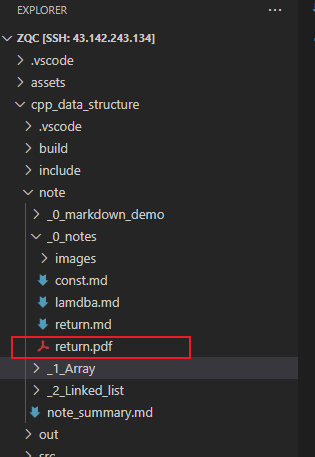 EXPLORER
ZQC [SSH: 43.142.243.134]
.vscode
assets
cpp_data_structure
.vscode
build
include
note
_0_markdown_demo
_0_notes
images
const.md
lamdba.md
return.md
return.pdf
_1_Array
_2_Linked_list
note_summary.md
out
src